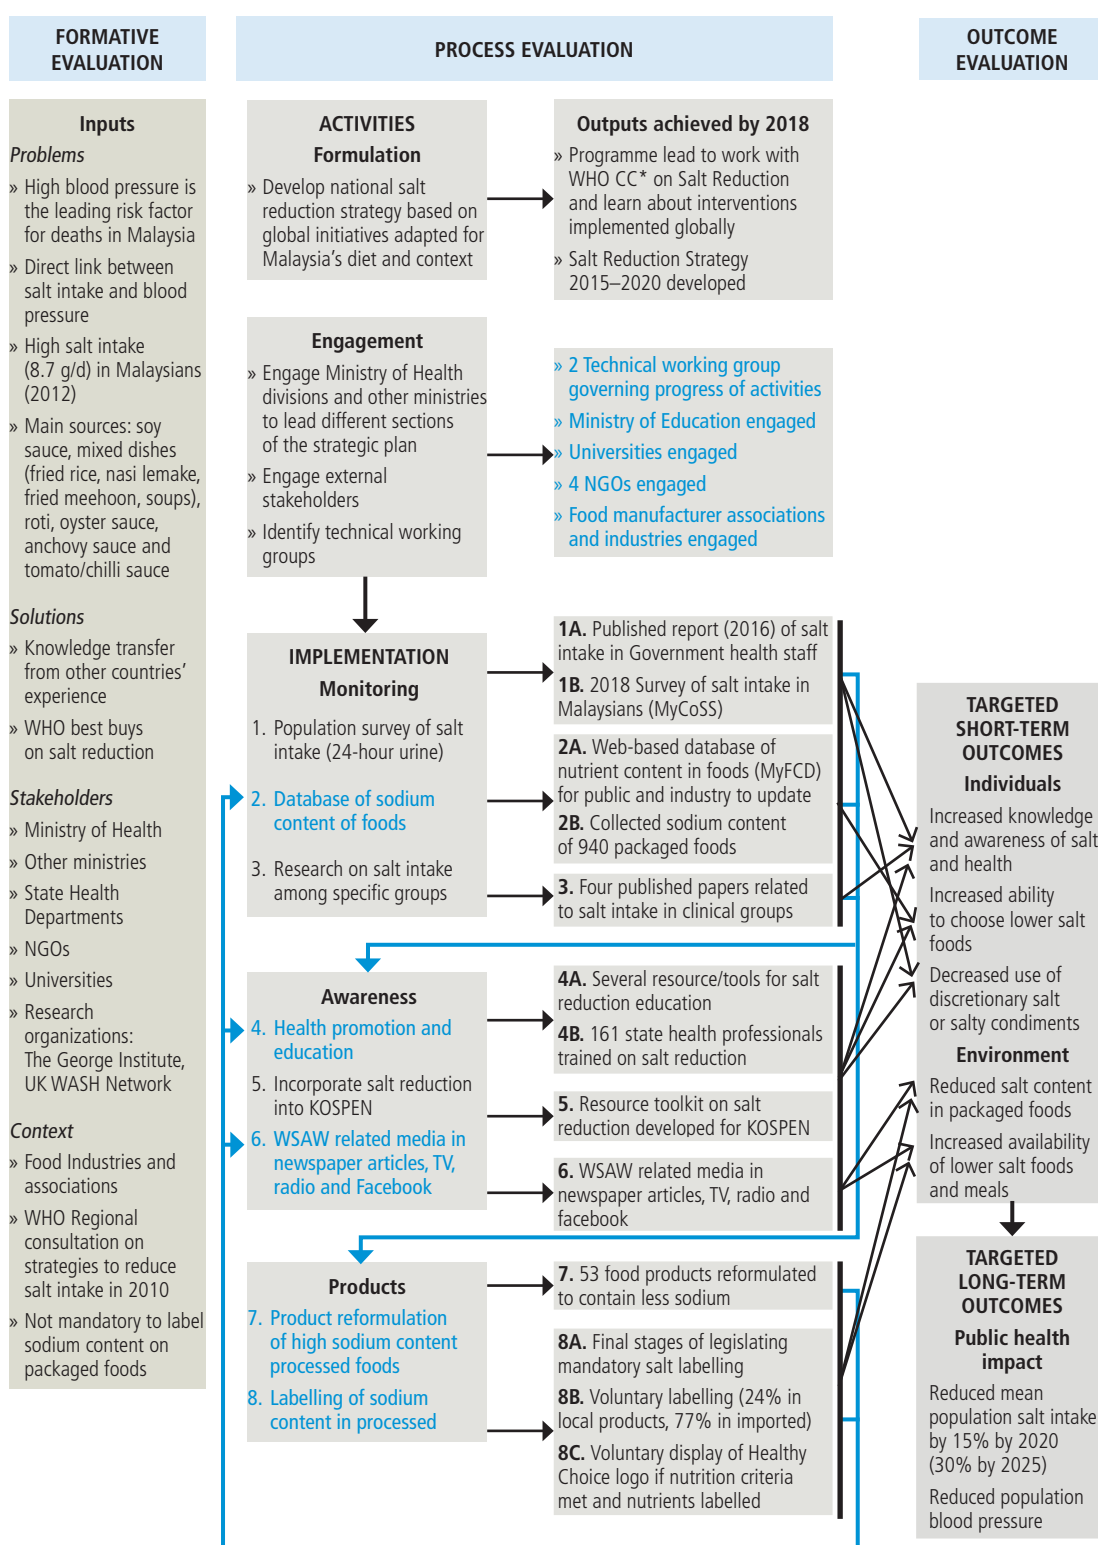 FORMATIVE
EVALUATION
PROCESS EVALUATION
OUTCOME
EVALUATION
Inputs
Problems
» High blood pressure is
the leading risk factor
for deaths in Malaysia
» Direct link between
salt intake and blood
pressure
» High salt intake
(8.7 g/d) in Malaysians
(2012)
» Main sources: soy
sauce, mixed dishes
(fried rice, nasi lemake,
fried meehoon, soups),
roti, oyster sauce,
anchovy sauce and
tomato/chilli sauce
Solutions
» Knowledge transfer
from other countries'
experience
» WHO best buys
on salt reduction
Stakeholders
» Ministry of Health
» Other ministries
» State Health
Departments
» NGOs
» Universities
» Research
organizations:
The George Institute,
UK WASH Network
Context
» Food Industries and
associations
» WHO Regional
consultation on
strategies to reduce
salt intake in 2010
» Not mandatory to label
sodium content on
packaged foods
ACTIVITIES
Formulation
» Develop national salt
reduction strategy based on
global initiatives adapted for
Malaysia's diet and context
Outputs achieved by 2018
» Programme lead to work with
WHO CC* on Salt Reduction
and learn about interventions
implemented globally
» Salt Reduction Strategy
2015–2020 developed
Engagement
» Engage Ministry of Health
divisions and other ministries
to lead different sections
of the strategic plan
» Engage external
stakeholders
» Identify technical working
groups
» 2 Technical working group
governing progress of activities
» Ministry of Education engaged
» Universities engaged
» 4 NGOs engaged
» Food manufacturer associations
and industries engaged
IMPLEMENTATION
Monitoring
1. Population survey of salt
intake (24-hour urine)
2. Database of sodium
content of foods
3. Research on salt intake
among specific groups
1A. Published report (2016) of salt
intake in Government health staff
1B. 2018 Survey of salt intake in
Malaysians (MyCoSS)
2A. Web-based database of
nutrient content in foods (MyFCD)
for public and industry to update
2B. Collected sodium content
of 940 packaged foods
3. Four published papers related
to salt intake in clinical groups
Awareness
4. Health promotion and
education
5. Incorporate salt reduction
into KOSPEN
6. WSAW related media in
newspaper articles, TV,
radio and Facebook
4A. Several resource/tools for salt
reduction education
4B. 161 state health professionals
trained on salt reduction
5. Resource toolkit on salt
reduction developed for KOSPEN
6. WSAW related media in
newspaper articles, TV, radio and
facebook
Products
7. Product reformulation
of high sodium content
processed foods
8. Labelling of sodium
content in processed
7. 53 food products reformulated
to contain less sodium
8A. Final stages of legislating
mandatory salt labelling
8B. Voluntary labelling (24% in
local products, 77% in imported)
8C. Voluntary display of Healthy
Choice logo if nutrition criteria
met and nutrients labelled
TARGETED
SHORT-TERM
OUTCOMES
Individuals
Increased knowledge
and awareness of salt
and health
Increased ability
to choose lower salt
foods
Decreased use of
discretionary salt
or salty condiments
Environment
Reduced salt content
in packaged foods
Increased availability
of lower salt foods
and meals
TARGETED
LONG-TERM
OUTCOMES
Public health
impact
Reduced mean
population salt intake
by 15% by 2020
(30% by 2025)
Reduced population
blood pressure